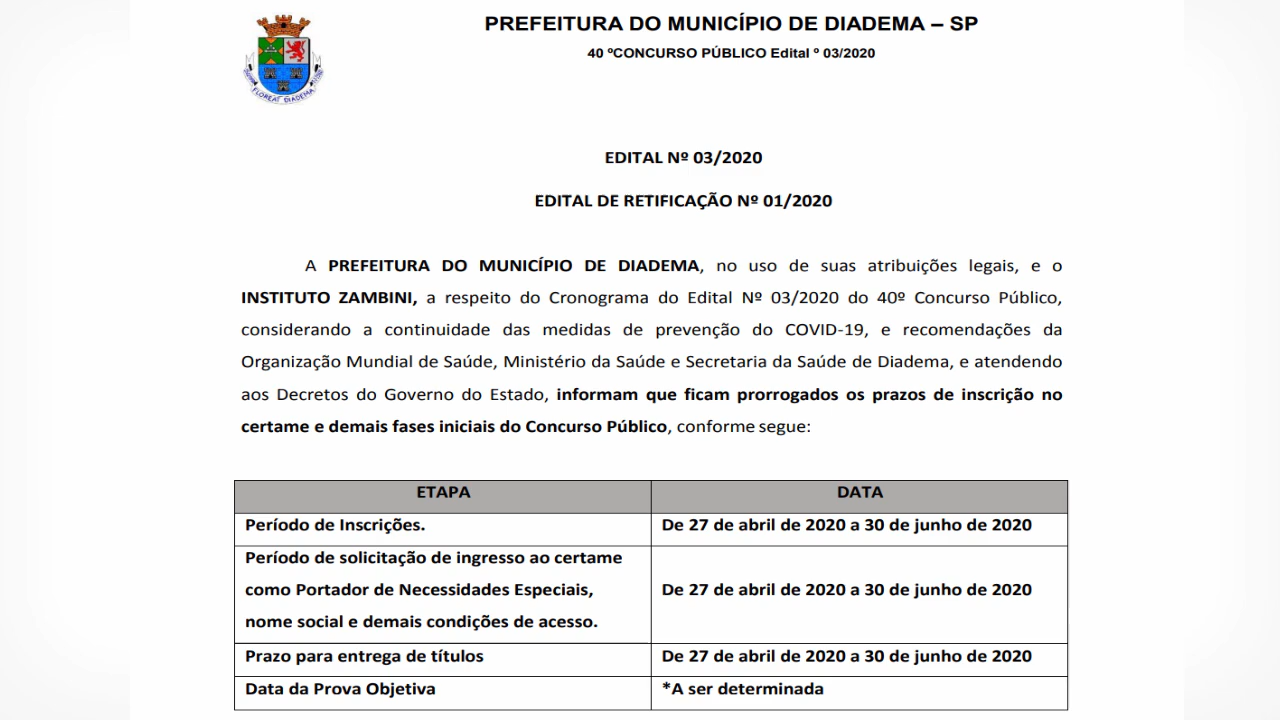 PREFEITURA DO MUNICÍPIO DE DIADEMA – SP
40 ºCONCURSO PÚBLICO Edital º 03/2020
FLOREAT DIADEMA
EDITAL Nº 03/2020
EDITAL DE RETIFICAÇÃO Nº 01/2020
A PREFEITURA DO MUNICÍPIO DE DIADEMA, no uso de suas atribuições legais, e o
INSTITUTO ZAMBINI, a respeito do Cronograma do Edital Nº 03/2020 do 40º Concurso Público,
considerando a continuidade das medidas de prevenção do COVID-19, e recomendações da
Organização Mundial de Saúde, Ministério da Saúde e Secretaria da Saúde de Diadema, e atendendo
aos Decretos do Governo do Estado, informam que ficam prorrogados os prazos de inscrição no
certame e demais fases iniciais do Concurso Público, conforme segue:
ETAPA DATA
Período de Inscrições. De 27 de abril de 2020 a 30 de junho de 2020
Período de solicitação de ingresso ao certame
como Portador de Necessidades Especiais, De 27 de abril de 2020 a 30 de junho de 2020
nome social e demais condições de acesso.
Prazo para entrega de títulos De 27 de abril de 2020 a 30 de junho de 2020
Data da Prova Objetiva *A ser determinada